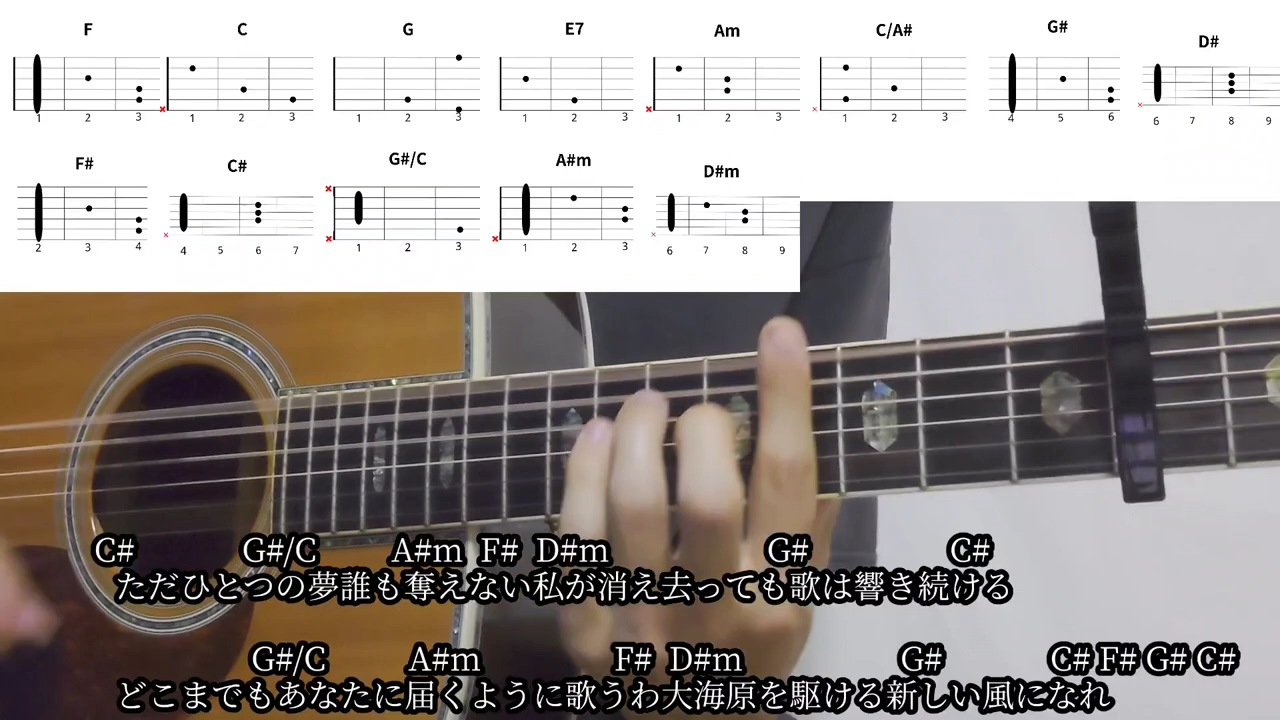 F C G E7 Am C/A# G# D#
1 2 3 1 2 3 1 2 3 1 2 3 1 2 3 1 2 3 4 5 6 6 7 8 9
F# C# G#/C A#m D#m
2 3 4 4 5 6 7 1 2 3 1 2 3 6 7 8 9
C# G#/C A#m F# D#m G# C#
ただひとつの夢誰も奪えない私が消え去っても歌は響き続ける
G#/C A#m F# D#m G# C# F# G# C#
どこまでもあなたに届くように歌うわ大海原を駆ける新しい風になれ